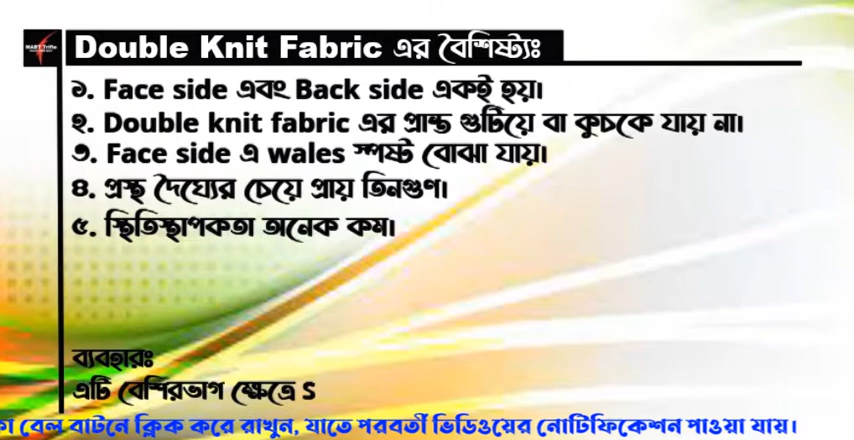 MART Trifle
Double Knit Fabric এর বৈশিষ্ট্যঃ
১. Face side এবং Back side একই হয়।
২. Double knit fabric এর প্রান্ত গুটিয়ে বা কুচকে যায় না।
৩. Face side এ wales স্পষ্ট বোঝা যায়।
৪. প্রস্থ দৈঘ্যের চেয়ে প্রায় তিনগুণ।
৫. স্থিতিস্থাপকতা অনেক কম।
ব্যবহারঃ
এটি বেশিরভাগ ক্ষেত্রে S
কা বেল বাটনে ক্লিক করে রাখুন, যাতে পরবর্তী ভিডিওয়ের নোটিফিকেশন পাওয়া যায়।